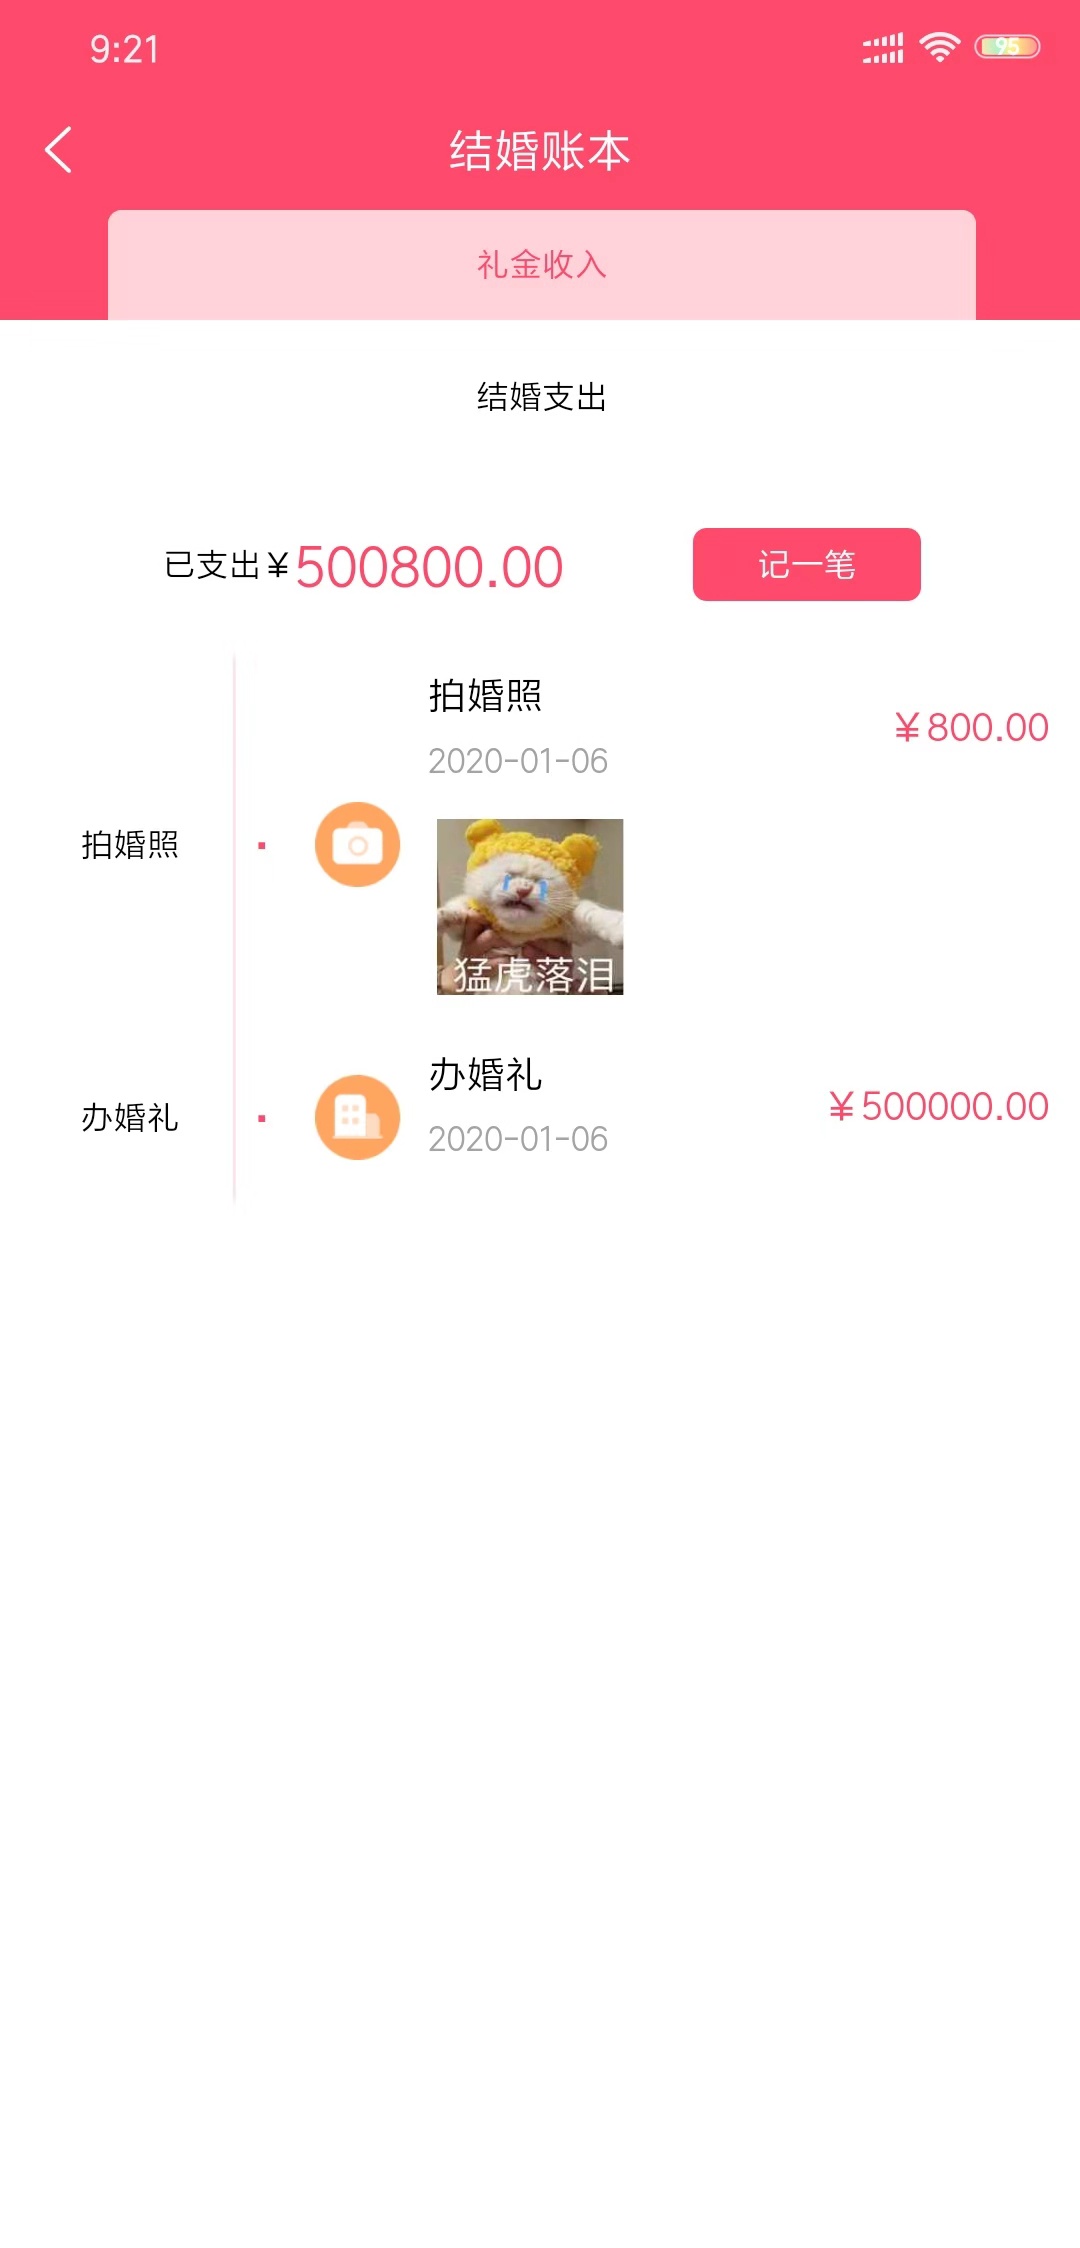 9:21
95
结婚账本
礼金收入
结婚支出
已支出¥500800.00
记一笔
拍婚照
¥800.00
2020-01-06
拍婚照
猛虎落泪
办婚礼
¥500000.00
办婚礼
2020-01-06